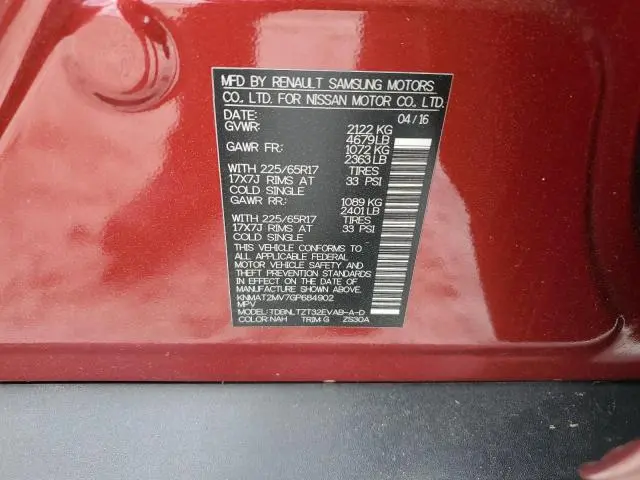 MFD BY RENAULT SAMSUNG MOTORS
CO. LTD. FOR NISSAN MOTOR CO. LTD.
DATE: 04/16
GVWR: 2122 KG
4679 LB
GAWR FR: 1072 KG
2363 LB
WITH 225/65R17 TIRES
17X7J RIMS AT 33 PSI
COLD SINGLE
GAWR RR: 1089 KG
2401 LB
WITH 225/65R17 TIRES
17X7J RIMS AT 33 PSI
COLD SINGLE
THIS VEHICLE CONFORMS TO
ALL APPLICABLE FEDERAL
MOTOR VEHICLE SAFETY AND
THEFT PREVENTION STANDARDS
IN EFFECT ON THE DATE OF
MANUFACTURE SHOWN ABOVE.
KNMAT2MV7GP684902
MPV
MODEL: TDBNLTZT32EVAB-A-D
COLOR: NAH TRIM G ZS30A